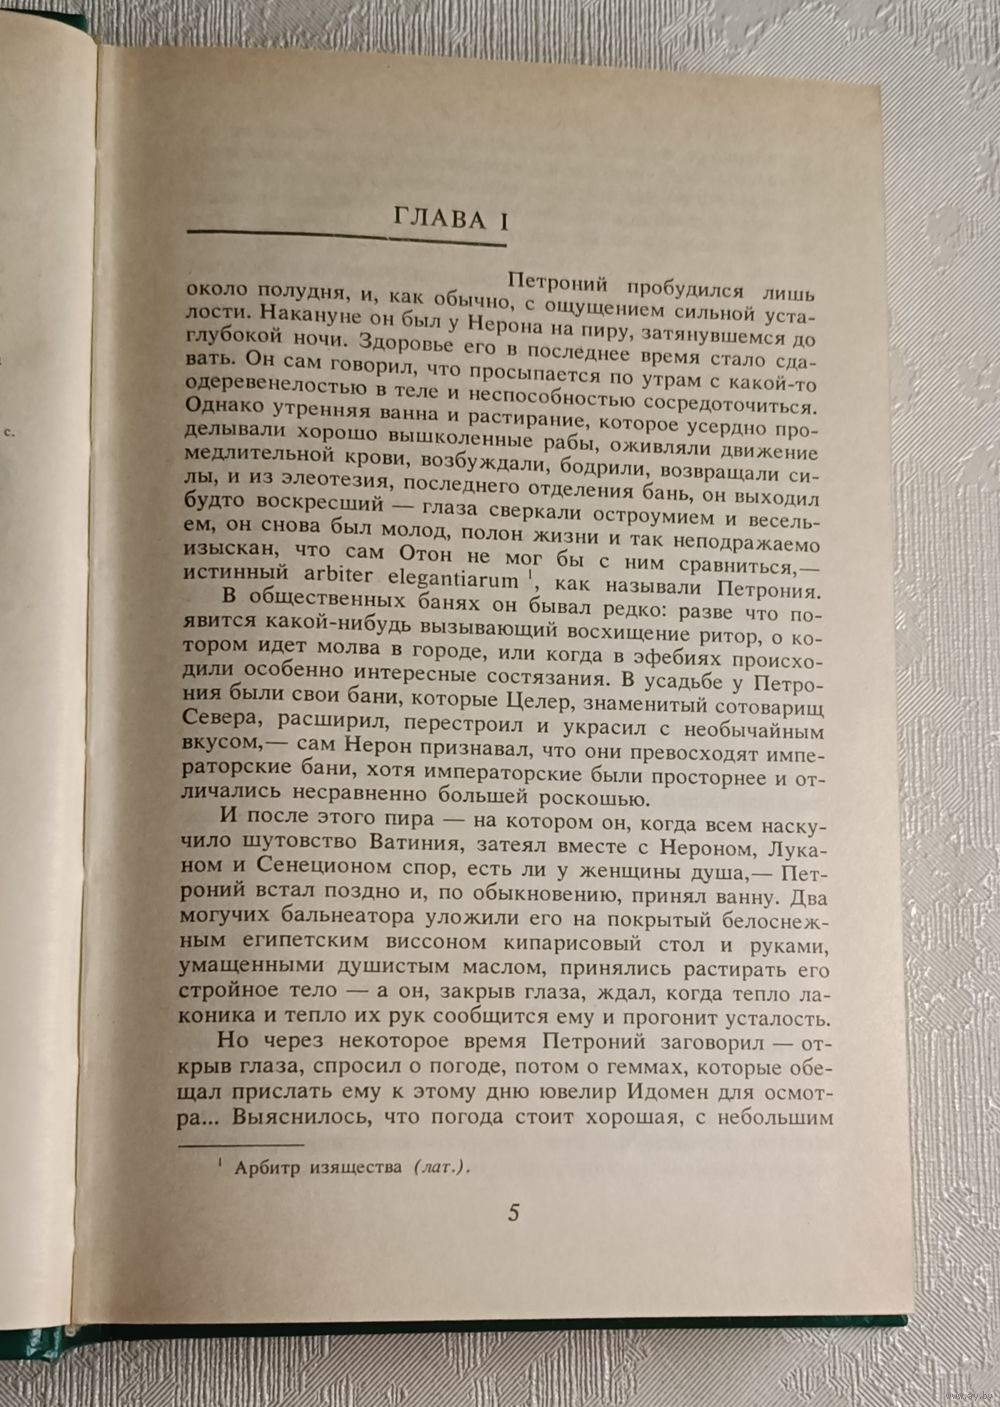 ГЛАВА I
Петроний пробудился лишь
около полудня, и, как обычно, с ощущением сильной уста-
лости. Накануне он был у Нерона на пиру, затянувшемся до
глубокой ночи. Здоровье его в последнее время стало сда-
вать. Он сам говорил, что просыпается по утрам с какой-то
одеревенелостью в теле и неспособностью сосредоточиться.
Однако утренняя ванна и растирание, которое усердно про-
делывали хорошо вышколенные рабы, оживляли движение
медлительной крови, возбуждали, бодрили, возвращали си-
лы, и из элеотезия, последнего отделения бань, он выходил
будто воскресший — глаза сверкали остроумием и весель-
ем, он снова был молод, полон жизни и так неподражаемо
изыскан, что сам Отон не мог бы с ним сравниться,—
истинный arbiter elegantiarum ¹, как называли Петрония.
В общественных банях он бывал редко: разве что по-
явится какой-нибудь вызывающий восхищение ритор, о ко-
тором идет молва в городе, или когда в эфебиях происхо-
дили особенно интересные состязания. В усадьбе у Петро-
ния были свои бани, которые Целер, знаменитый сотоварищ
Севера, расширил, перестроил и украсил с необычайным
вкусом,— сам Нерон признавал, что они превосходят импе-
раторские бани, хотя императорские были просторнее и от-
личались несравненно большей роскошью.
И после этого пира — на котором он, когда всем наску-
чило шутовство Ватиния, затеял вместе с Нероном, Лука-
ном и Сенеционом спор, есть ли у женщины душа,— Пет-
роний встал поздно и, по обыкновению, принял ванну. Два
могучих бальнеатора уложили его на покрытый белоснеж-
ным египетским виссоном кипарисовый стол и руками,
умащенными душистым маслом, принялись растирать его
стройное тело — а он, закрыв глаза, ждал, когда тепло ла-
коника и тепло их рук сообщится ему и прогонит усталость.
Но через некоторое время Петроний заговорил — от-
крыв глаза, спросил о погоде, потом о геммах, которые обе-
щал прислать ему к этому дню ювелир Идомен для осмот-
ра... Выяснилось, что погода стоит хорошая, с небольшим
¹ Арбитр изящества (лат.).
5
с.
www.ay.by